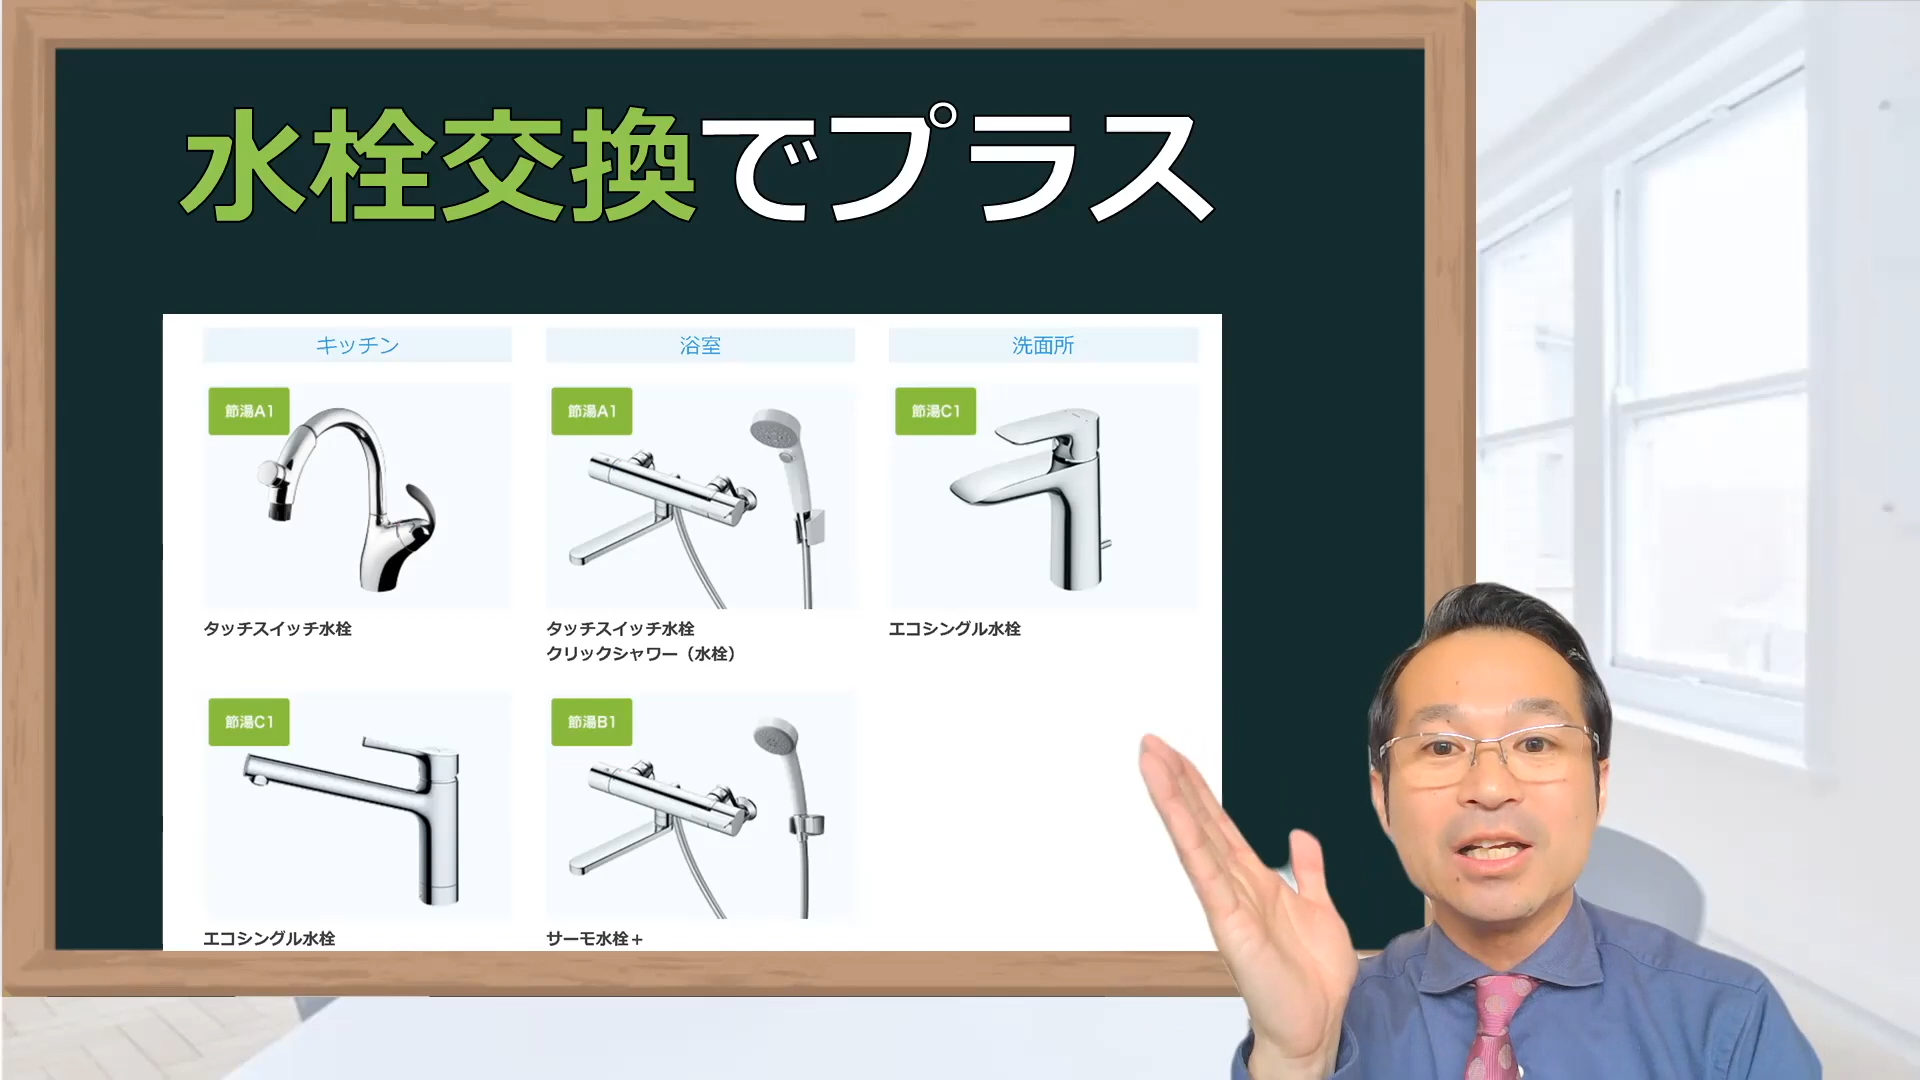 水栓交換でプラス
キッチン
浴室
洗面所
節湯A1
節湯A1
節湯C1
タッチスイッチ水栓
タッチスイッチ水栓
クリックシャワー（水栓）
エコシングル水栓
節湯C1
節湯B1
エコシングル水栓
サーモ水栓＋